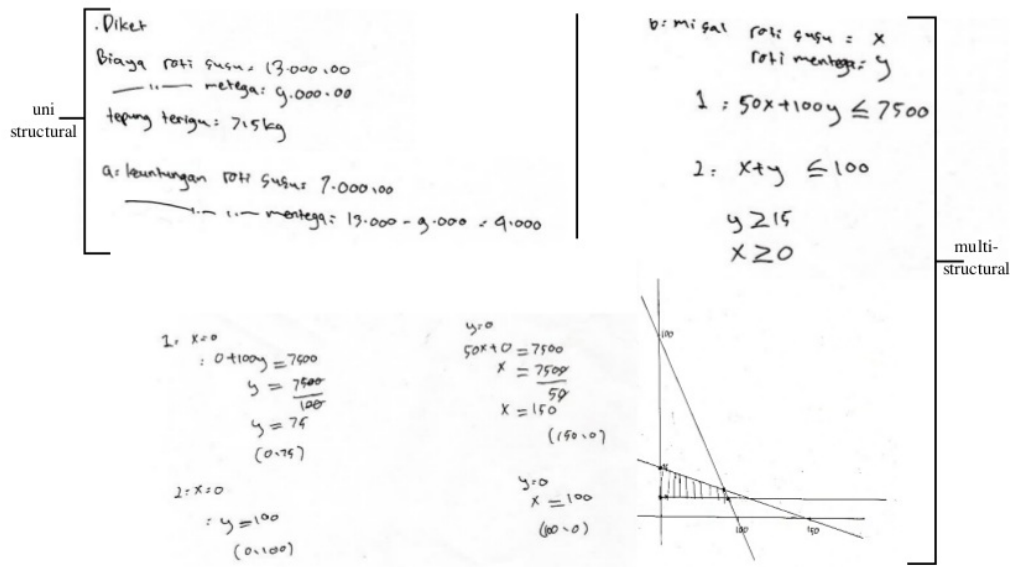 uni
structural
. Diket
Biaya roti susu = 13.000,00
— " — metega: 9.000,00
tepung terigu = 7,5 kg
a = keuntungan roti susu = 7.000,00
— " — " — mentega = 13.000 - 9.000 = 4.000
b = misal roti susu = x
roti mentega = y
1 = 50x + 100y ≤ 7500
2 = x+y ≤ 100
y ≥ 15
x ≥ 0
multi-
structural
1 = x=0
: 0+100y = 7500
y = 7500
100
y = 75
(0,75)
y=0
50x+0 = 7500
x = 7500
50
x = 150
(150,0)
2 = x=0
: y = 100
(0,100)
y=0
x = 100
(100,0)
100
100
150